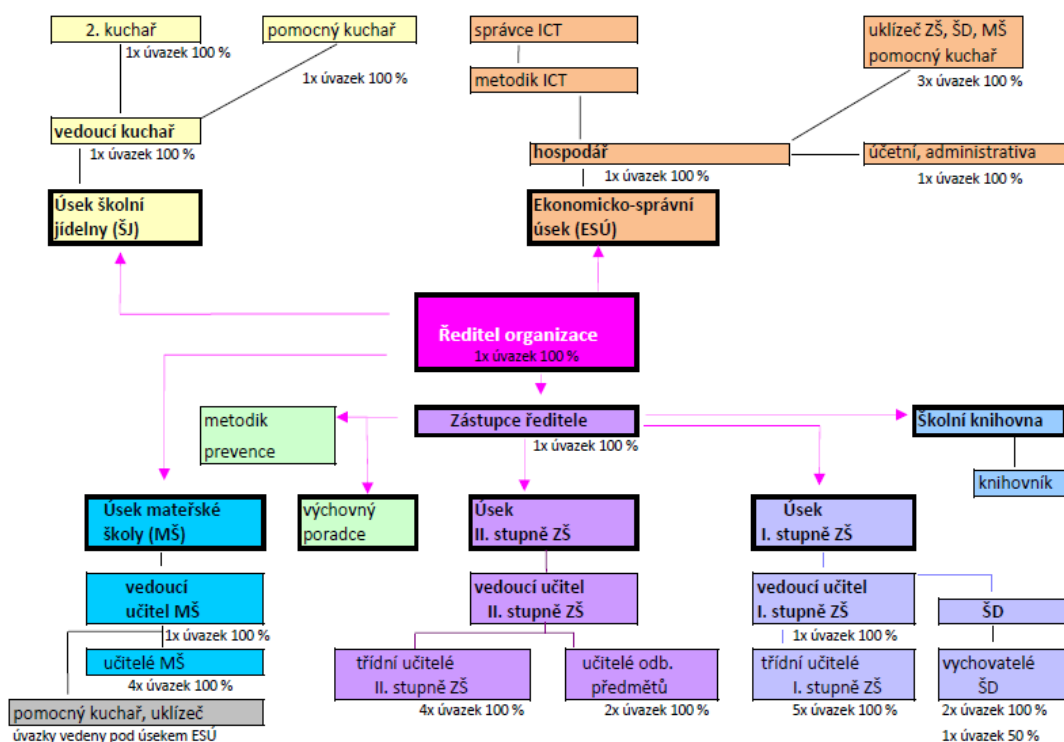 2. kuchař
1x úvazek 100 %
pomocný kuchař
1x úvazek 100 %
vedoucí kuchař
1x úvazek 100 %
Úsek školní
jídelny (ŠJ)
správce ICT
metodik ICT
uklízeč ZŠ, ŠD, MŠ
pomocný kuchař
3x úvazek 100 %
hospodář
1x úvazek 100 %
účetní, administrativa
1x úvazek 100 %
Ekonomicko-správní
úsek (ESÚ)
Ředitel organizace
1x úvazek 100 %
metodik
prevence
Zástupce ředitele
1x úvazek 100 %
Školní knihovna
knihovník
Úsek mateřské
školy (MŠ)
výchovný
poradce
Úsek
II. stupně ZŠ
Úsek
I. stupně ZŠ
vedoucí
učitel MŠ
1x úvazek 100 %
vedoucí učitel
II. stupně ZŠ
vedoucí učitel
I. stupně ZŠ
1x úvazek 100 %
ŠD
učitelé MŠ
4x úvazek 100 %
třídní učitelé
II. stupně ZŠ
4x úvazek 100 %
učitelé odb.
předmětů
2x úvazek 100 %
třídní učitelé
I. stupně ZŠ
5x úvazek 100 %
vychovatelé
ŠD
2x úvazek 100%
1x úvazek 50 %
pomocný kuchař, uklízeč
úvazky vedeny pod úsekem ESÚ